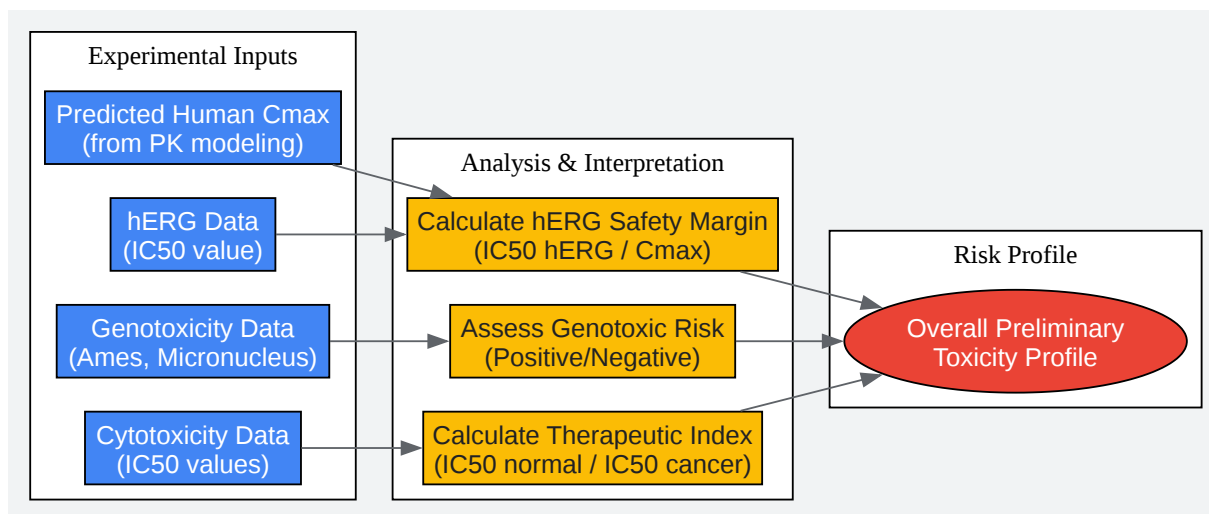 Experimental Inputs
Predicted Human Cmax
(from PK modeling)
hERG Data
(IC50 value)
Genotoxicity Data
(Ames, Micronucleus)
Cytotoxicity Data
(IC50 values)
Analysis & Interpretation
Calculate hERG Safety Margin
(IC50 hERG / Cmax)
Assess Genotoxic Risk
(Positive/Negative)
Calculate Therapeutic Index
(IC50 normal / IC50 cancer)
Risk Profile
Overall Preliminary
Toxicity Profile